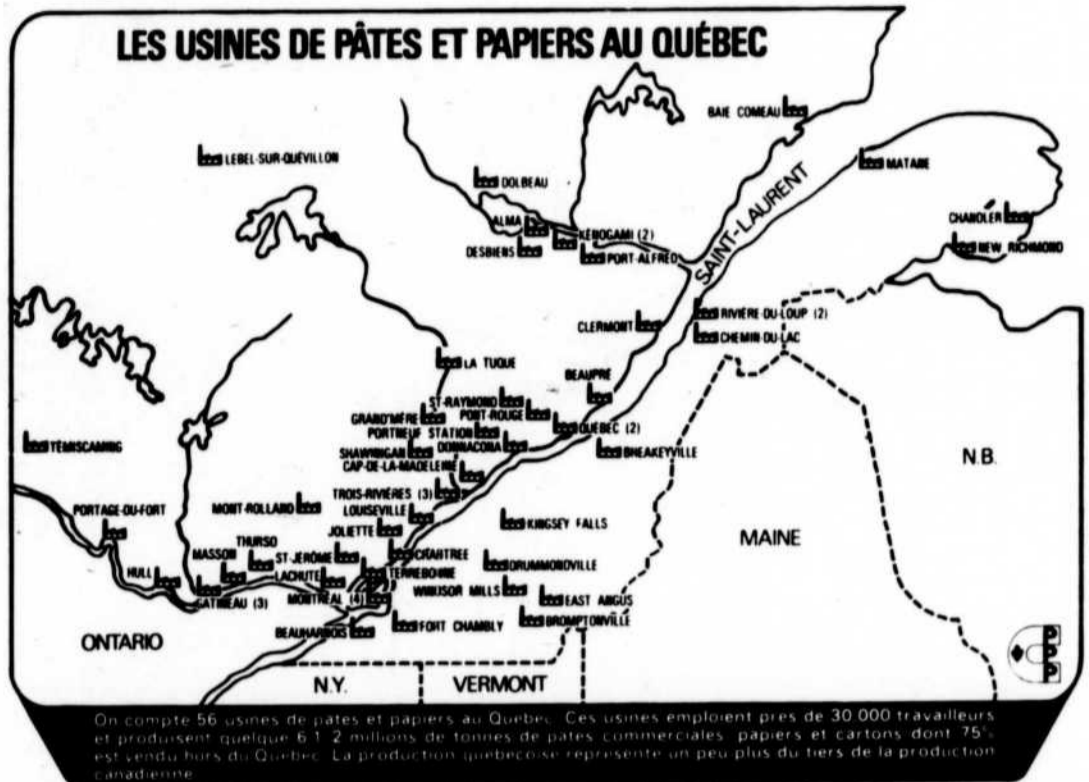 LES USINES DE PÂTES ET PAPIERS AU QUÉBEC
BAIE COMEAU
LEBEL-SUR-QUÉVILLON
MATANE
DOLBEAU
SAINT-LAURENT
ALMA
KÉNOGAMI (2)
CHANDLER
DESBIENS
PORT-ALFRED
NEW RICHMOND
RIVIÈRE-DU-LOUP (2)
CLERMONT
CHEMIN-DU-LAC
LA TUQUE
BEAUPRÉ
ST-RAYMOND
PONT-ROUGE
GRAND'MÈRE
QUÉBEC (2)
PORTNEUF STATION
TÉMISCAMING
SHAWINIGAN
DONNACONA
BREAKEYVILLE
N.B.
CAP-DE-LA-MADELEINE
TROIS-RIVIÈRES (3)
MONT-ROLLAND
PORTAGE-DU-FORT
LOUISEVILLE
KINGSEY FALLS
JOLIETTE
MAINE
THURSO
MASSON
ST-JÉRÔME
CRABTREE
DRUMMONDVILLE
HULL
LACHUTE
TERREBONNE
WINDSOR MILLS
GATINEAU (3)
MONTRÉAL (4)
EAST ANGUS
BROMPTONVILLE
FORT CHAMBLY
BEAUHARNOIS
ONTARIO
N.Y.
VERMONT
On compte 56 usines de pâtes et papiers au Québec. Ces usines emploient près de 30 000 travailleurs
et produisent quelque 6 1 2 millions de tonnes de pâtes commerciales papiers et cartons dont 75%
est vendu hors du Québec. La production québécoise représente un peu plus du tiers de la production
canadienne